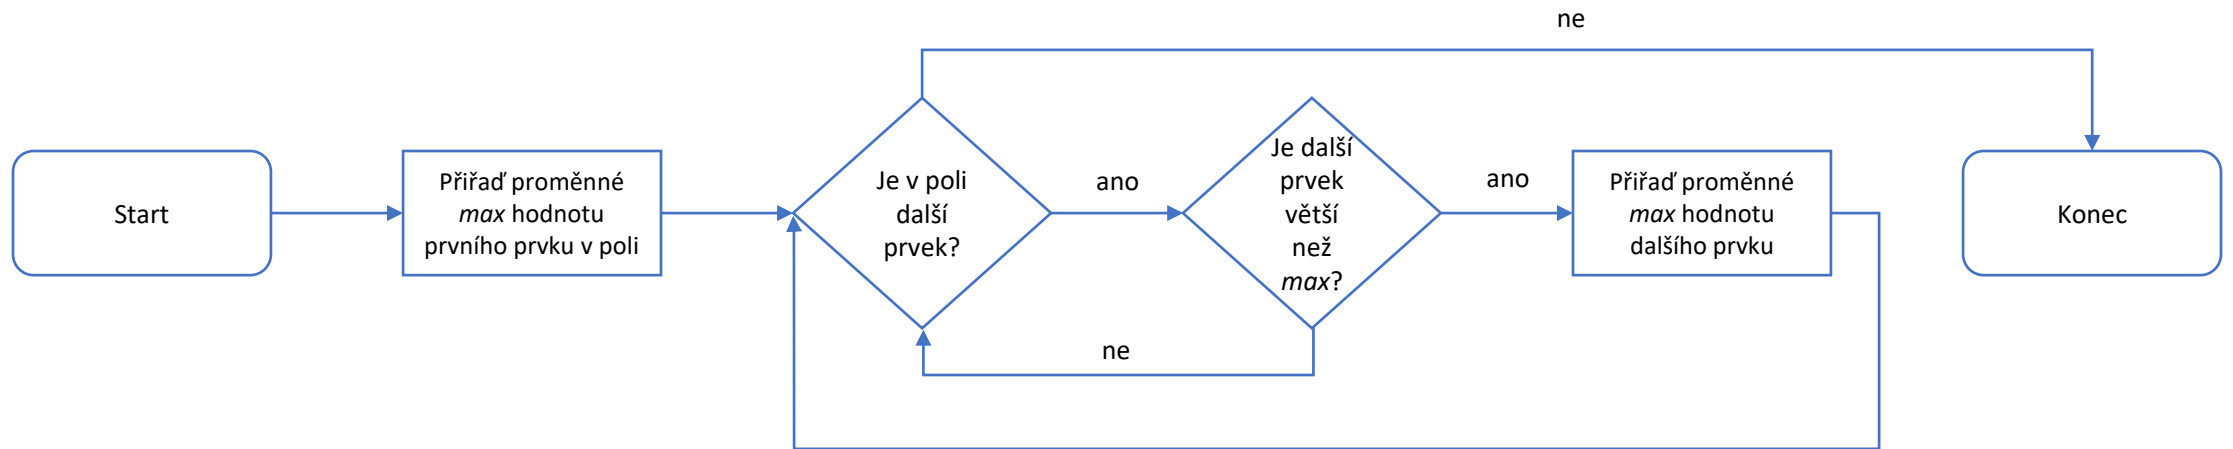 ne
Start
Přiřaď proměnné
max hodnotu
prvního prvku v poli
Je v poli
další
prvek?
ano
Je další
prvek
větší
než
max?
ano
Přiřaď proměnné
max hodnotu
dalšího prvku
Konec
ne